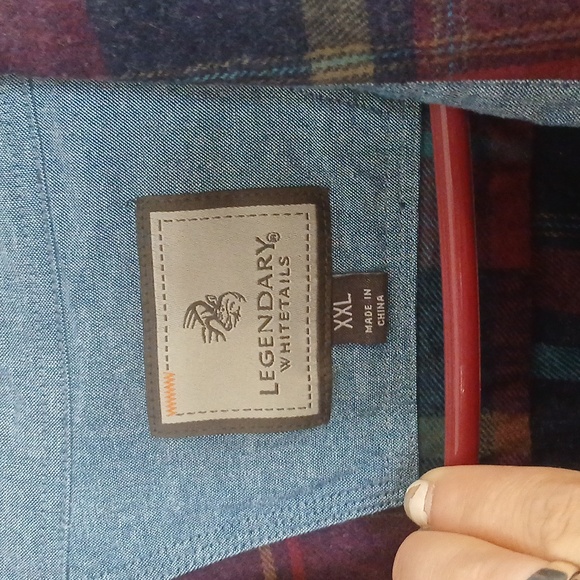 LEGENDARY®
WHITETAILS
XXL
MADE IN
CHINA